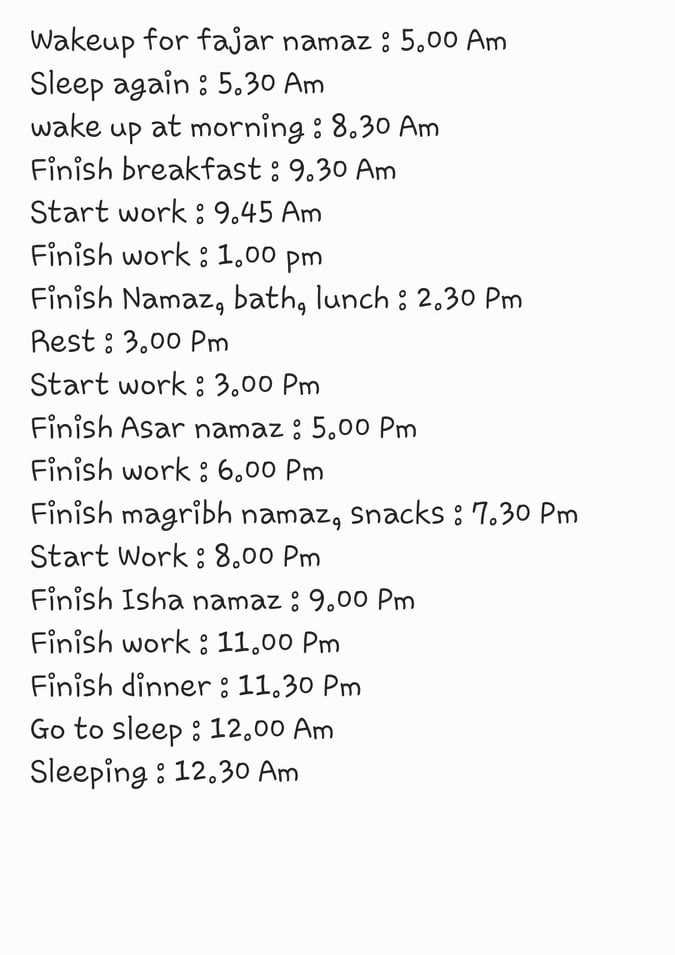 Wakeup for fajar namaz : 5.00 Am
Sleep again : 5.30 Am
wake up at morning : 8.30 Am
Finish breakfast : 9.30 Am
Start work : 9.45 Am
Finish work : 1.00 pm
Finish Namaz, bath, lunch : 2.30 Pm
Rest : 3.00 Pm
Start work : 3.00 Pm
Finish Asar namaz : 5.00 Pm
Finish work : 6.00 Pm
Finish magribh namaz, snacks : 7.30 Pm
Start Work : 8.00 Pm
Finish Isha namaz : 9.00 Pm
Finish work : 11.00 Pm
Finish dinner : 11.30 Pm
Go to sleep : 12.00 Am
Sleeping : 12.30 Am